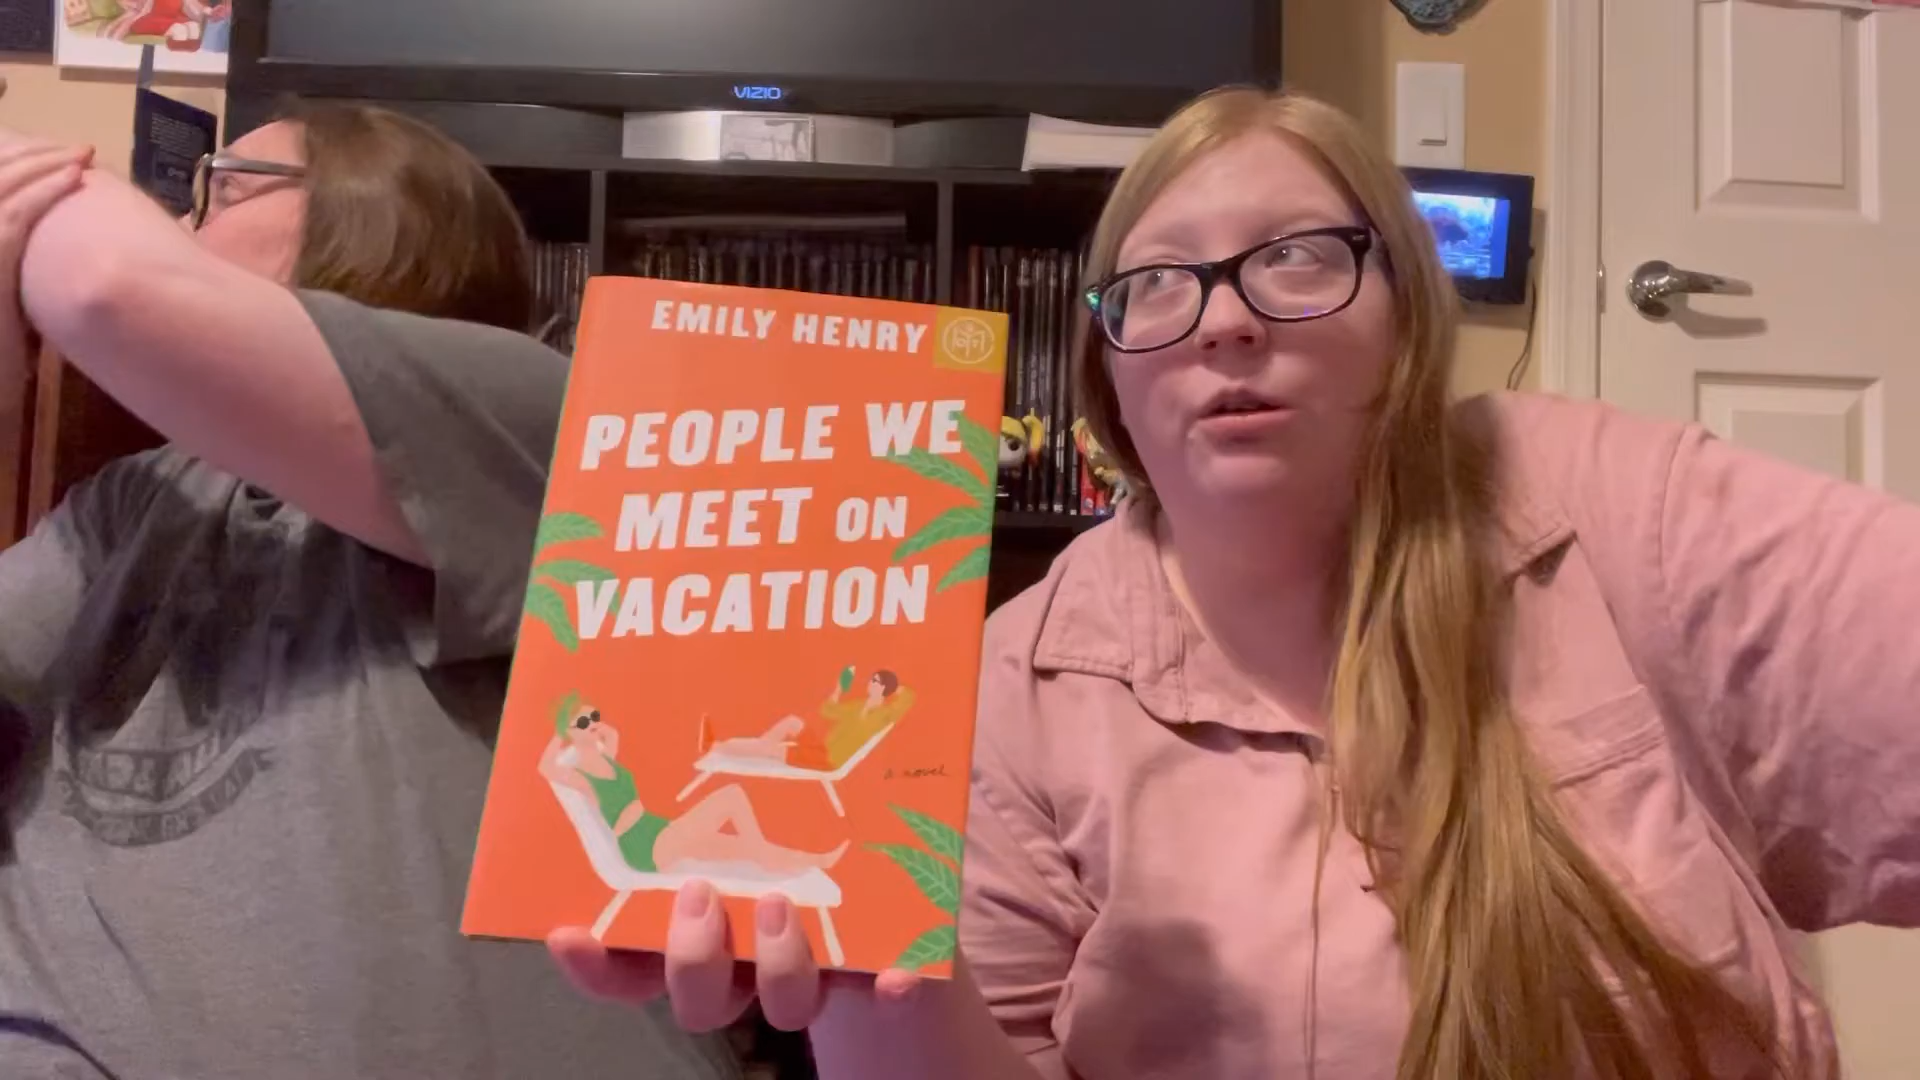 VIZIO
EMILY HENRY
PEOPLE WE
MEET ON
VACATION
a novel